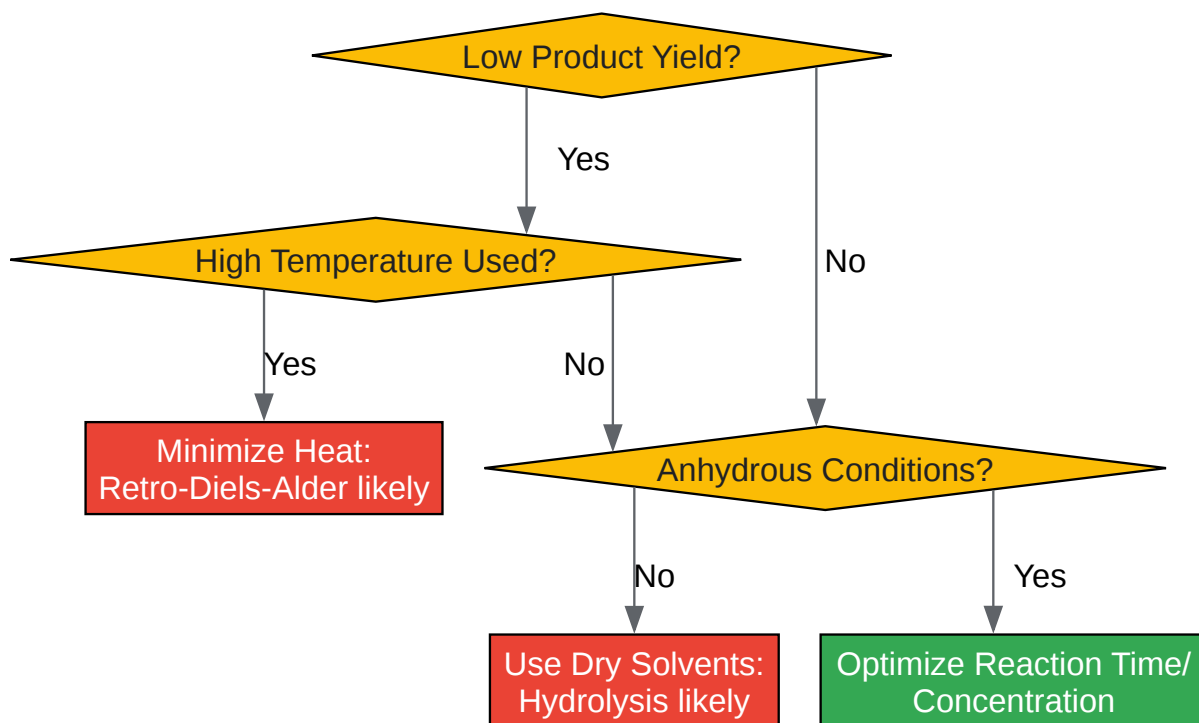 Low Product Yield?
Yes
High Temperature Used?
No
Yes
No
Minimize Heat:
Retro-Diels-Alder likely
Anhydrous Conditions?
No
Yes
Use Dry Solvents:
Hydrolysis likely
Optimize Reaction Time/
Concentration